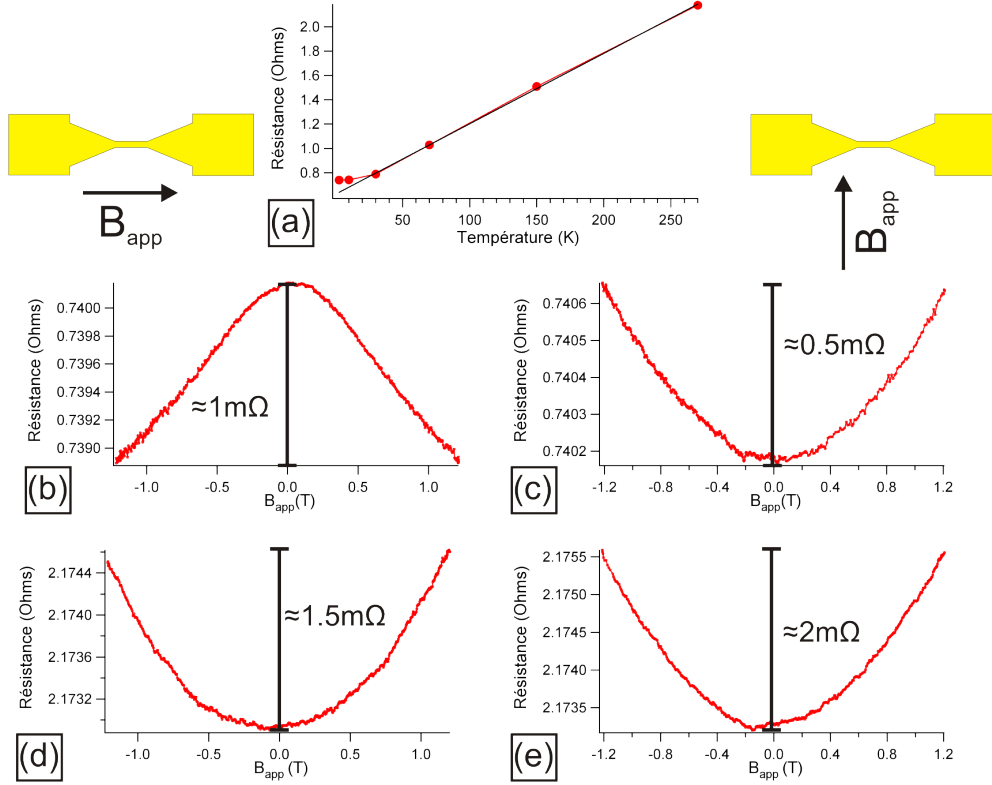 2.0
1.8
1.6
1.4
1.2
1.0
0.8
Résistance (Ohms)
50
100
150
200
250
Température (K)
(a)
B app
B app
0.7400
0.7398
0.7396
0.7394
0.7392
0.7390
Résistance (Ohms)
≈1mΩ
-1.0
-0.5
0.0
0.5
1.0
B app (T)
(b)
0.7406
0.7405
0.7404
0.7403
0.7402
Résistance (Ohms)
≈0.5mΩ
-1.2
-0.8
-0.4
0.0
0.4
0.8
1.2
B app (T)
(c)
2.1744
2.1740
2.1736
2.1732
Résistance (Ohms)
≈1.5mΩ
-1.0
-0.5
0.0
0.5
1.0
B app (T)
(d)
2.1755
2.1750
2.1745
2.1740
2.1735
Résistance (Ohms)
≈2mΩ
-1.2
-0.8
-0.4
0.0
0.4
0.8
1.2
B app (T)
(e)